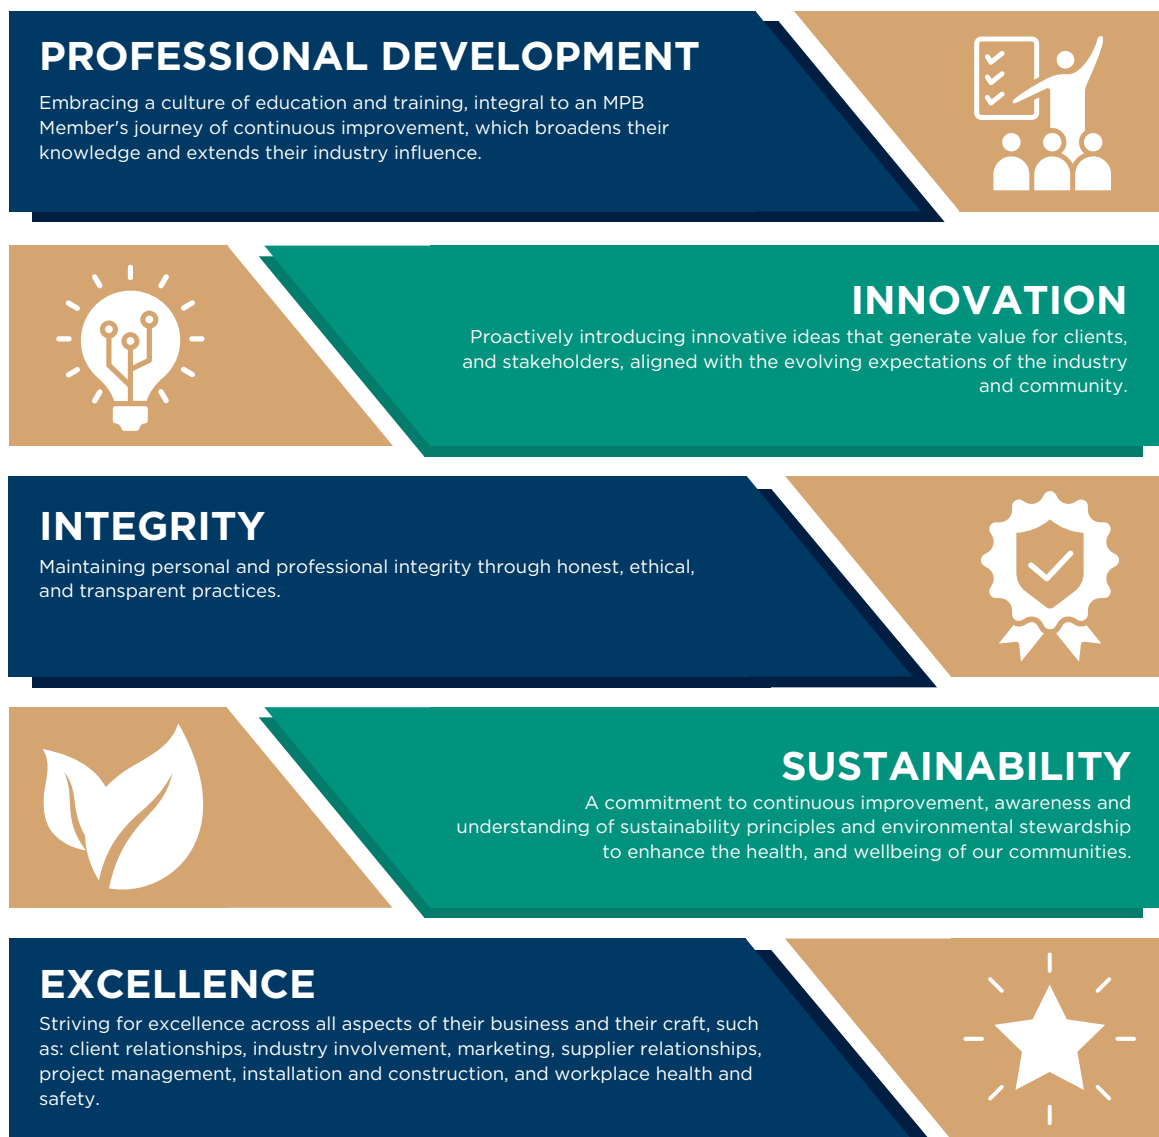 PROFESSIONAL DEVELOPMENT
Embracing a culture of education and training, integral to an MPB
Member's journey of continuous improvement, which broadens their
knowledge and extends their industry influence.
INNOVATION
Proactively introducing innovative ideas that generate value for clients,
and stakeholders, aligned with the evolving expectations of the industry
and community.
INTEGRITY
Maintaining personal and professional integrity through honest, ethical,
and transparent practices.
SUSTAINABILITY
A commitment to continuous improvement, awareness and
understanding of sustainability principles and environmental stewardship
to enhance the health, and wellbeing of our communities.
EXCELLENCE
Striving for excellence across all aspects of their business and their craft, such
as: client relationships, industry involvement, marketing, supplier relationships,
project management, installation and construction, and workplace health and
safety.